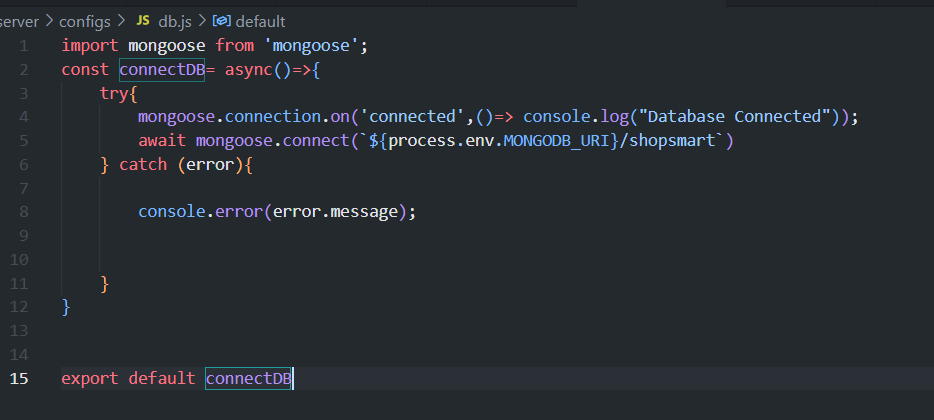 server > configs > JS db.js > default
1 import mongoose from 'mongoose';
2 const connectDB= async()=>{
3 try{
4 mongoose.connection.on('connected',()=> console.log("Database Connected"));
5 await mongoose.connect(`${process.env.MONGODB_URI}/shopsmart`)
6 } catch (error){
7
8 console.error(error.message);
9
10
11 }
12 }
13
14
15 export default connectDB